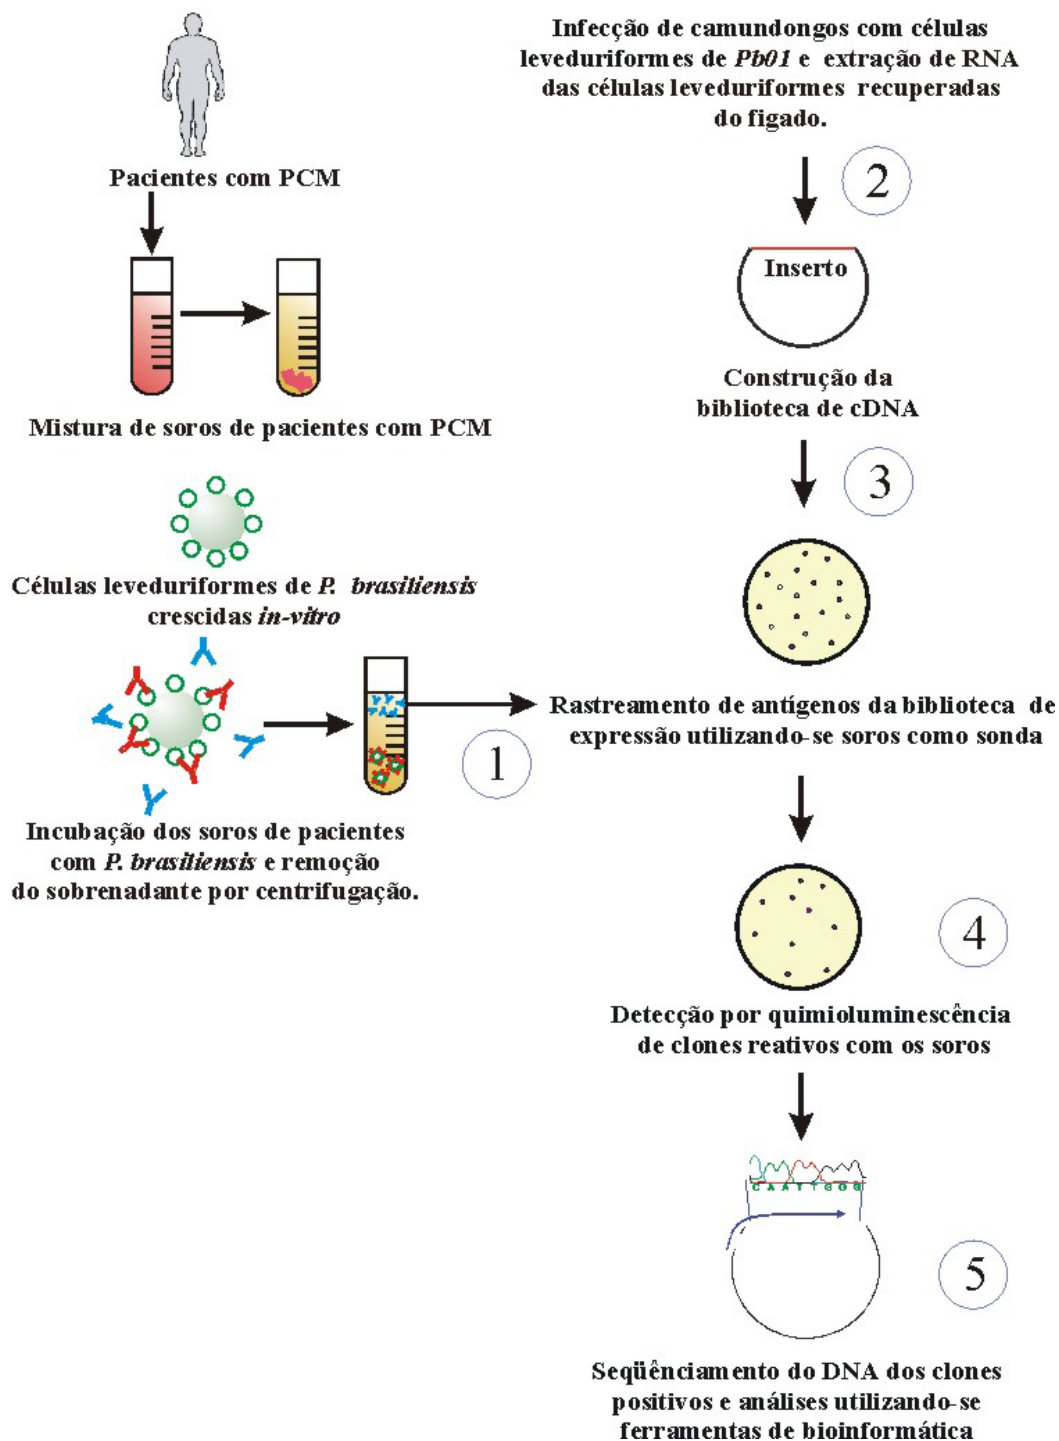 Pacientes com PCM
Mistura de soros de pacientes com PCM
Células leveduriformes de P. brasiliensis
crescidas in-vitro
1
Incubação dos soros de pacientes
com P. brasiliensis e remoção
do sobrenadante por centrifugação.
Infecção de camundongos com células
leveduriformes de Pb01 e extração de RNA
das células leveduriformes recuperadas
do figado.
2
Inserto
Construção da
biblioteca de cDNA
3
Rastreamento de antígenos da biblioteca de
expressão utilizando-se soros como sonda
4
Detecção por quimioluminescência
de clones reativos com os soros
CAATTGGG
5
Seqüênciamento do DNA dos clones
positivos e análises utilizando-se
ferramentas de bioinformática